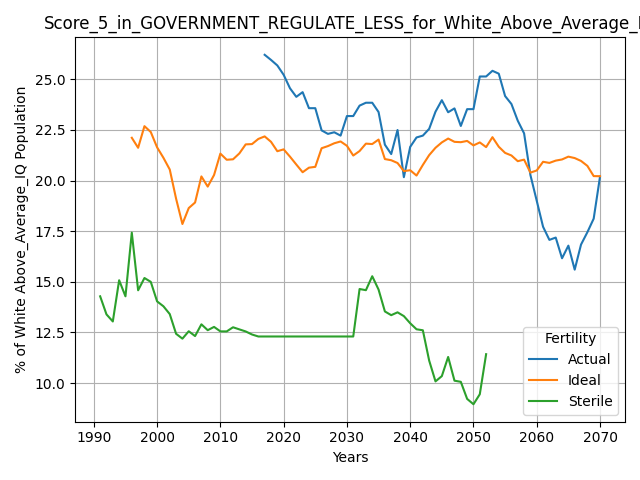 Score_5_in_GOVERNMENT_REGULATE_LESS_for_White_Above_Average_
% of White Above_Average_IQ Population
25.0
22.5
20.0
17.5
15.0
12.5
10.0
Fertility
Actual
Ideal
Sterile
1990 2000 2010 2020 2030 2040 2050 2060 2070
Years